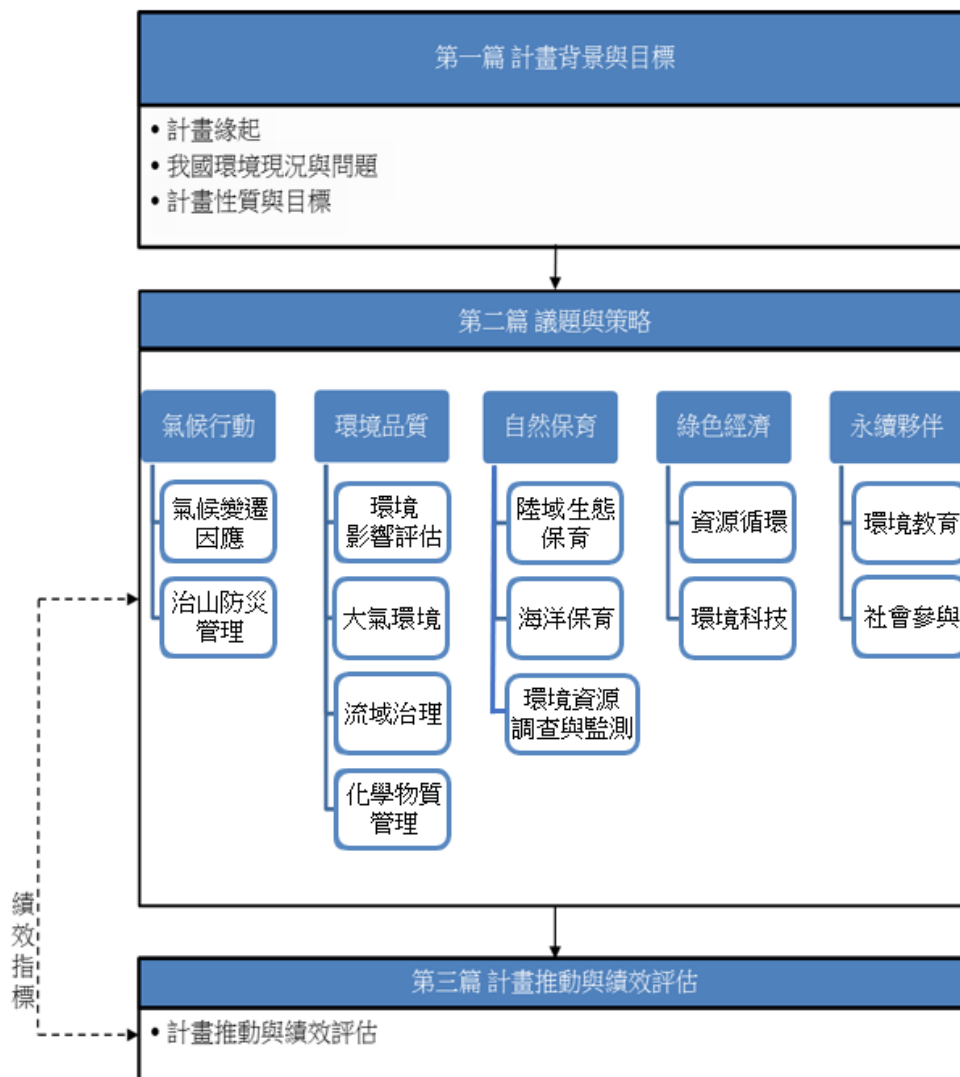 第一篇 計畫背景與目標
• 計畫緣起
• 我國環境現況與問題
• 計畫性質與目標
第二篇 議題與策略
氣候行動
氣候變遷
因應
治山防災
管理
環境品質
環境
影響評估
大氣環境
流域治理
化學物質
管理
自然保育
陸域生態
保育
海洋保育
環境資源
調查與監測
綠色經濟
資源循環
環境科技
永續夥伴
環境教育
社會參與
績效指標
第三篇 計畫推動與績效評估
• 計畫推動與績效評估